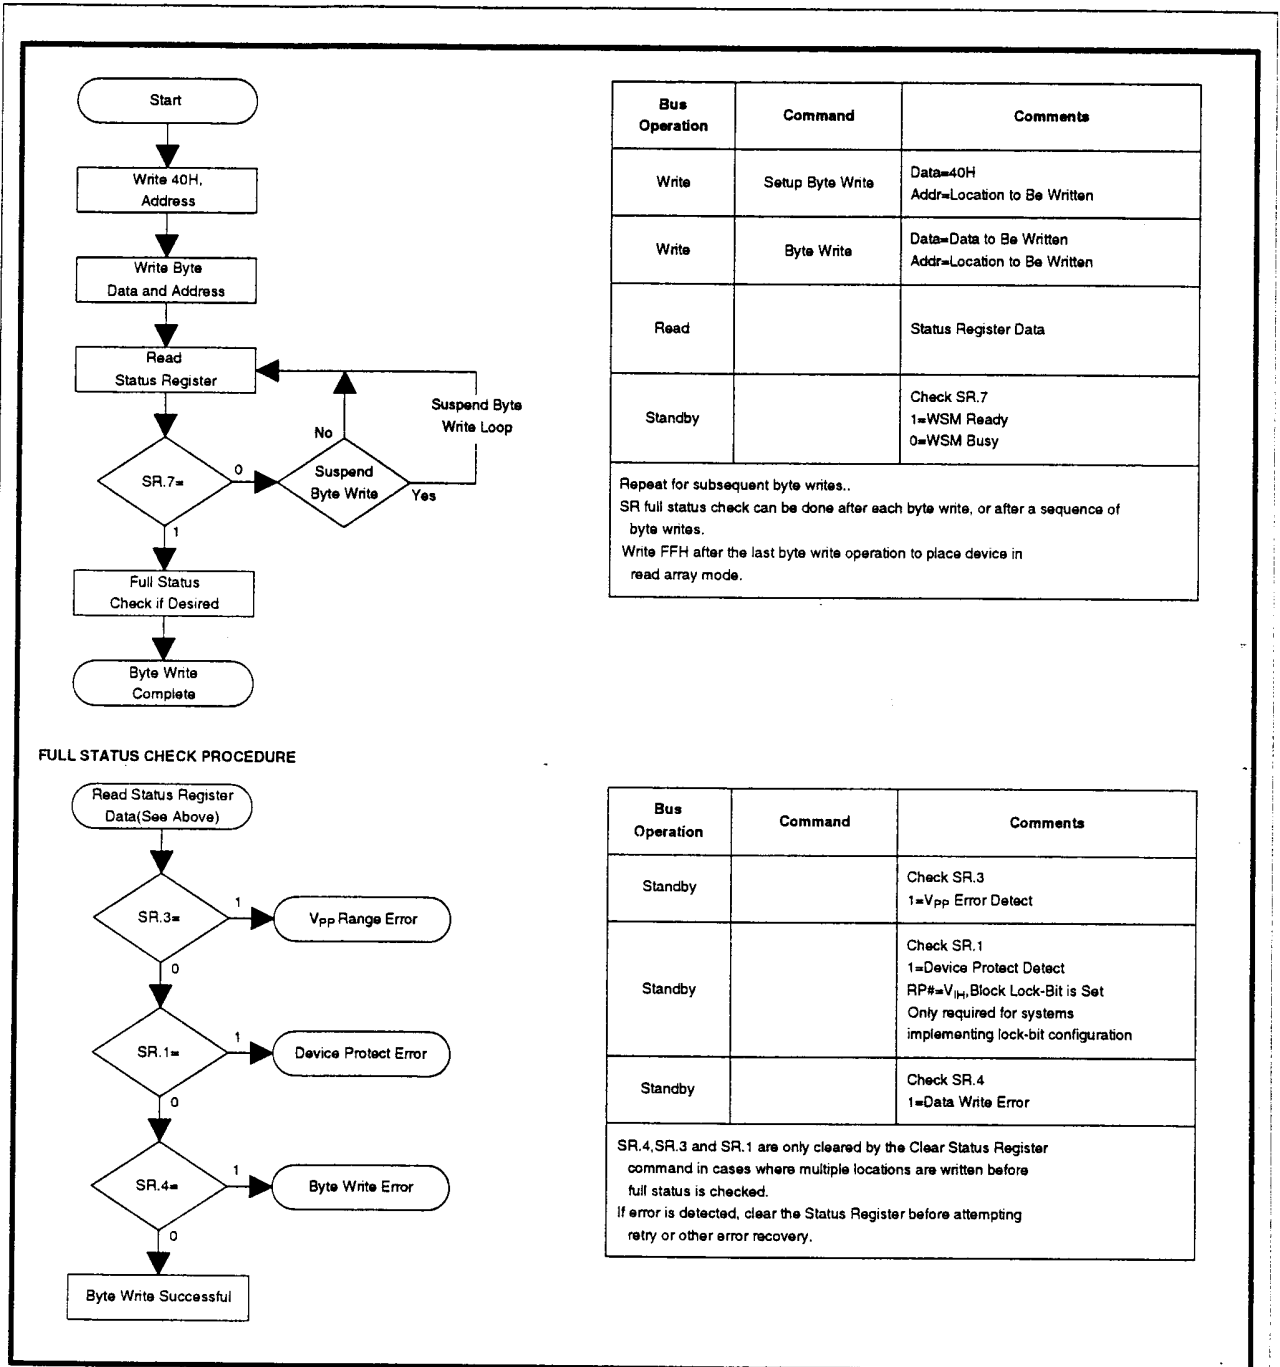 Start
Write 40H,
Address
Write Byte
Data and Address
Read
Status Register
Suspend Byte
Write Loop
No
SR.7=
0
Suspend
Byte Write
Yes
1
Full Status
Check if Desired
Byte Write
Complete
Bus
Operation
Command
Comments
Write
Setup Byte Write
Data=40H
Addr=Location to Be Written
Write
Byte Write
Data=Data to Be Written
Addr=Location to Be Written
Read
Status Register Data
Standby
Check SR.7
1=WSM Ready
0=WSM Busy
Repeat for subsequent byte writes..
SR full status check can be done after each byte write, or after a sequence of
byte writes.
Write FFH after the last byte write operation to place device in
read array mode.
FULL STATUS CHECK PROCEDURE
Read Status Register
Data(See Above)
SR.3=
1
VPP Range Error
0
SR.1=
1
Device Protect Error
0
SR.4=
1
Byte Write Error
0
Byte Write Successful
Bus
Operation
Command
Comments
Standby
Check SR.3
1=VPP Error Detect
Standby
Check SR.1
1=Device Protect Detect
RP#=VIH,Block Lock-Bit is Set
Only required for systems
implementing lock-bit configuration
Standby
Check SR.4
1=Data Write Error
SR.4,SR.3 and SR.1 are only cleared by the Clear Status Register
command in cases where multiple locations are written before
full status is checked.
If error is detected, clear the Status Register before attempting
retry or other error recovery.